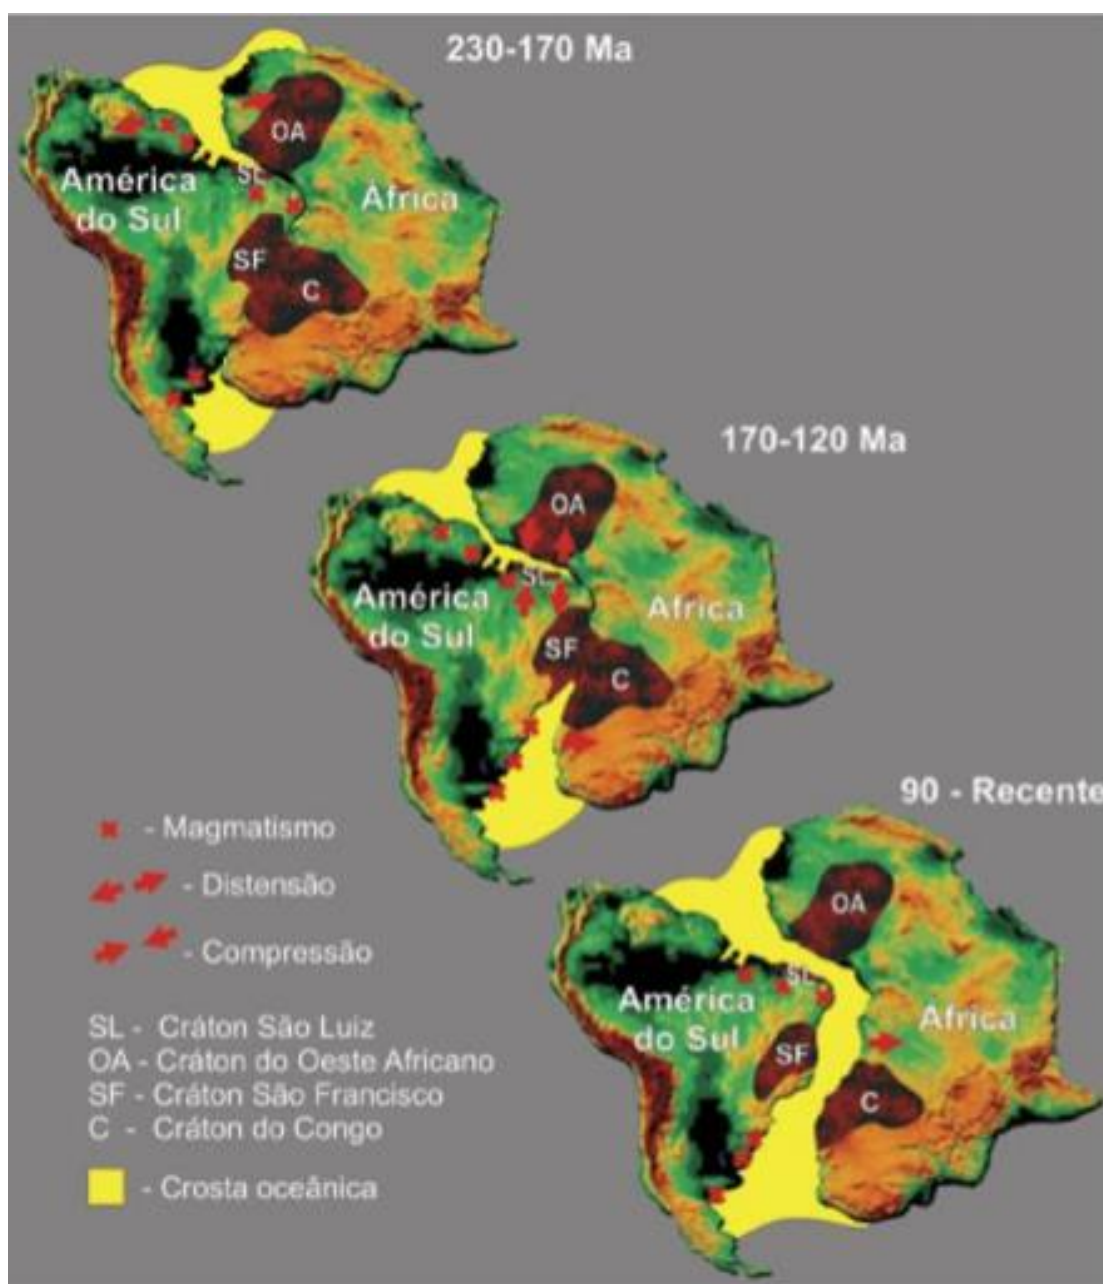 230-170 Ma
OA
América
do Sul
SL
África
SF
C
170-120 Ma
OA
SL
América
do Sul
África
SF
C
90 - Recente
OA
SL
América
do Sul
África
SF
C
- Magmatismo
- Distensão
- Compressão
SL - Cráton São Luiz
OA - Cráton do Oeste Africano
SF - Cráton São Francisco
C - Cráton do Congo
- Crosta oceânica